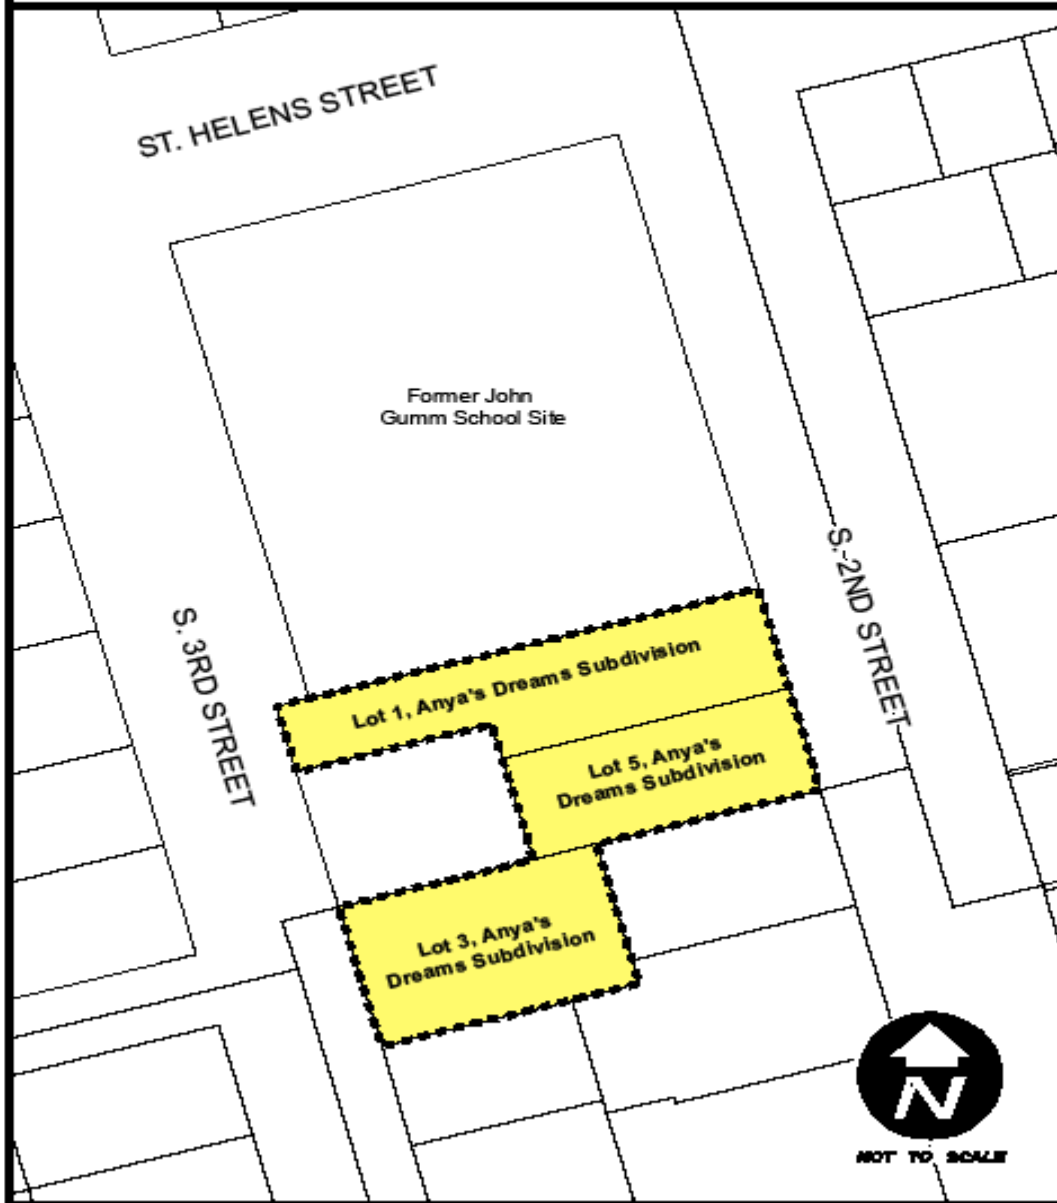 ST. HELENS STREET
Former John
Gumm School Site
S. 2ND STREET
S. 3RD STREET
Lot 1, Anya's Dreams Subdivision
Lot 5, Anya's
Dreams Subdivision
Lot 3, Anya's
Dreams Subdivision
N
NOT TO SCALE